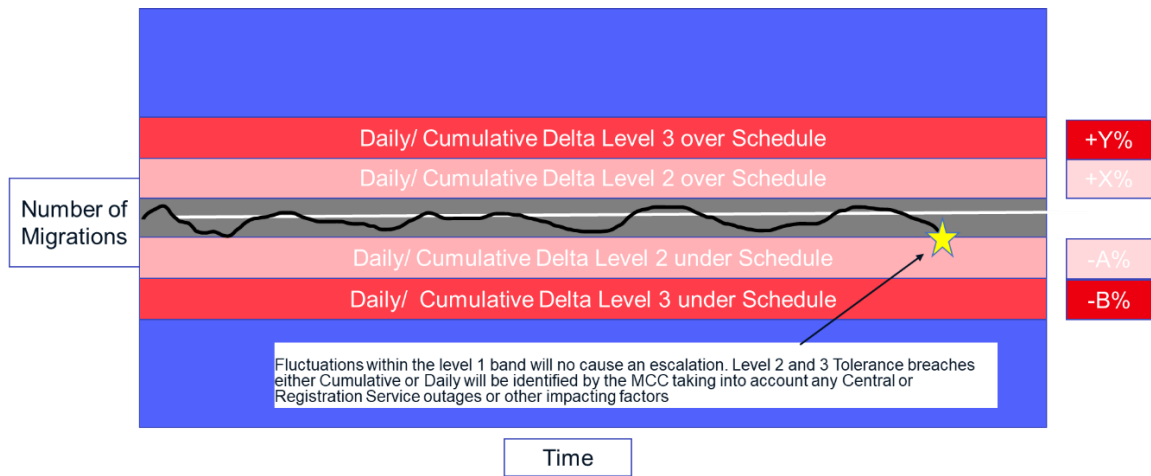 Daily/ Cumulative Delta Level 3 over Schedule
+Y%
Daily/ Cumulative Delta Level 2 over Schedule
+X%
Number of
Migrations
Daily/ Cumulative Delta Level 2 under Schedule
-A%
Daily/ Cumulative Delta Level 3 under Schedule
-B%
Fluctuations within the level 1 band will no cause an escalation. Level 2 and 3 Tolerance breaches
either Cumulative or Daily will be identified by the MCC taking into account any Central or
Registration Service outages or other impacting factors
Time